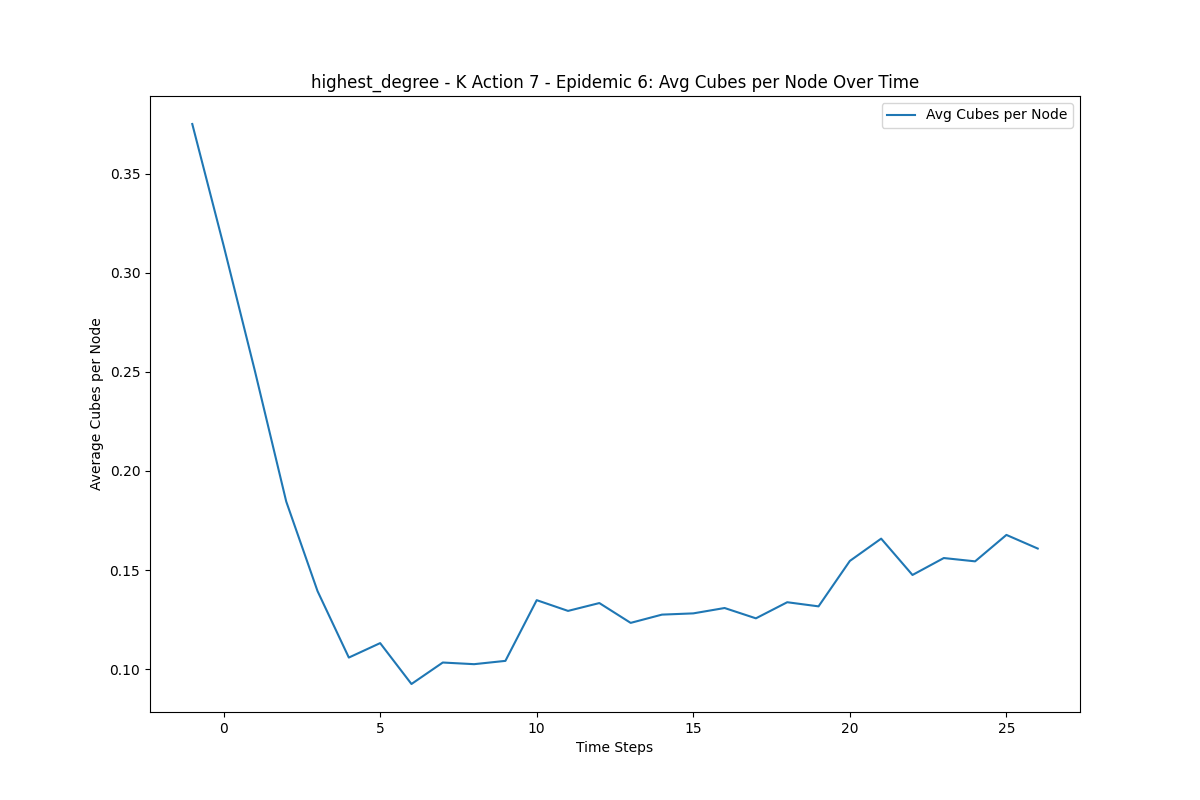 highest_degree - K Action 7 - Epidemic 6: Avg Cubes per Node Over Time
Avg Cubes per Node
Average Cubes per Node
0.35
0.30
0.25
0.20
0.15
0.10
0 5 10 15 20 25
Time Steps